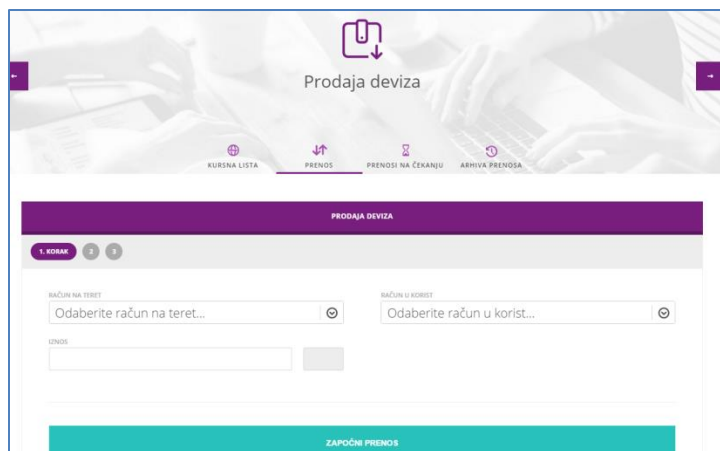 Prodaja deviza
KURSNA LISTA PRENOS PRENOSI NA ČEKANJU ARHIVA PRENOSA
PRODAJA DEVIZA
1. KORAK 2 3
RAČUN NA TERET RAČUN U KORIST
Odaberite račun na teret... Odaberite račun u korist...
IZNOS
ZAPOČNI PRENOS